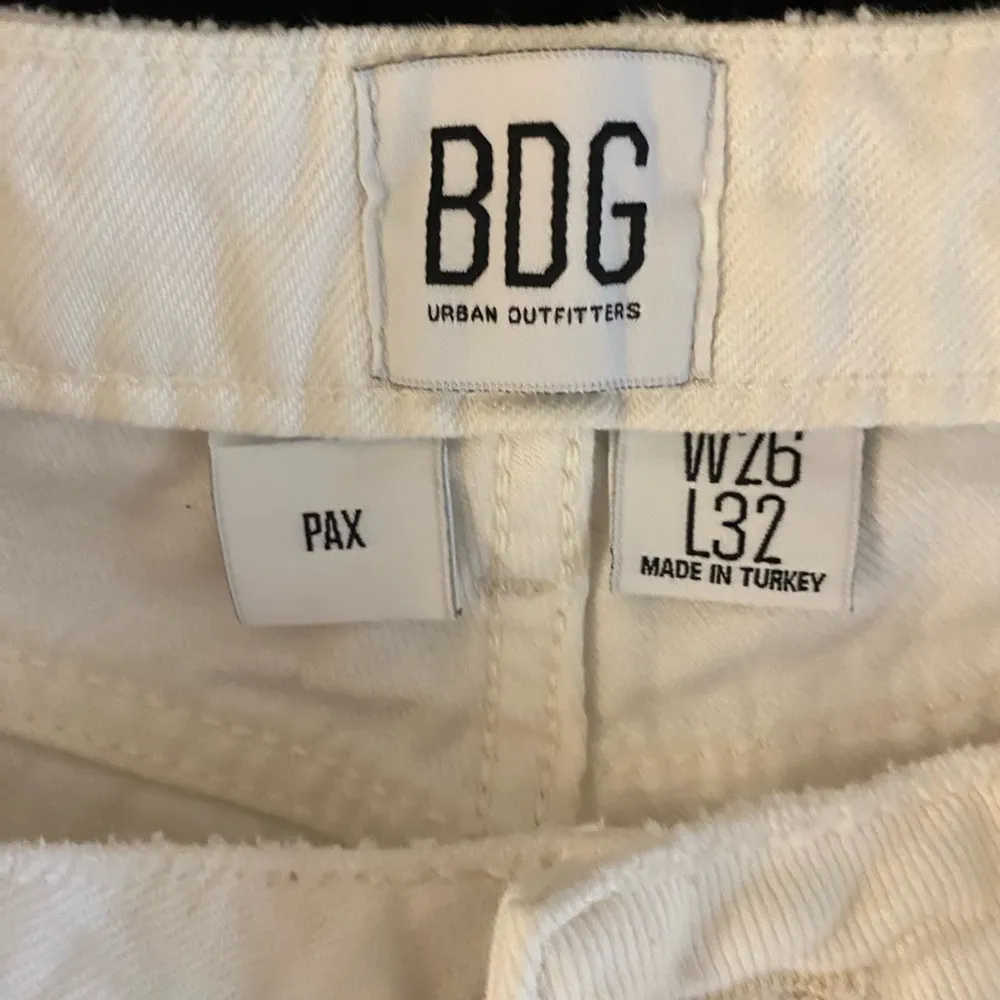 BDG
URBAN OUTFITTERS
PAX
W26
L32
MADE IN TURKEY